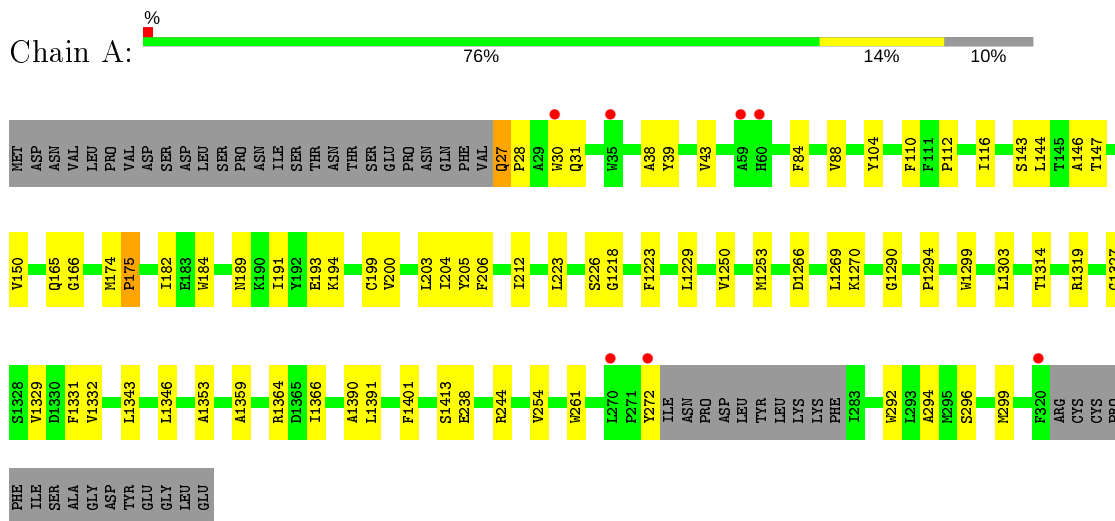 %
Chain A:
76% 14% 10%
MET ASP ASN VAL LEU PRO VAL ASP SER ASP LEU SER PRO ASN ILE SER THR ASN THR SER GLU PRO ASN GLN PHE VAL Q27 P28 A29 W30 Q31 W35 A38 Y39 V43 A59 H60 F84 V88 Y104 F110 F111 P112 I116 S143 L144 T145 A146 T147
V150 Q165 G166 M174 P175 I182 E183 W184 N189 K190 I191 Y192 E193 K194 C199 V200 L203 I204 Y205 F206 I212 L223 S226 G1218 F1223 L1229 V1250 M1253 D1266 L1269 K1270 G1290 P1294 W1299 L1303 T1314 R1319
S1328 V1329 D1330 F1331 V1332 L1343 L1346 A1353 A1359 R1364 D1365 I1366 A1390 L1391 F1401 S1413 E238 R244 V254 W261 L270 P271 Y272 ILE ASN PRO ASP LEU TYR LEU LYS LYS PHE I283 W292 L293 A294 M295 S296 M299 F320 ARG CYS CYS PRO
PHE ILE SER ALA GLY ASP TYR GLU GLY LEU GLU